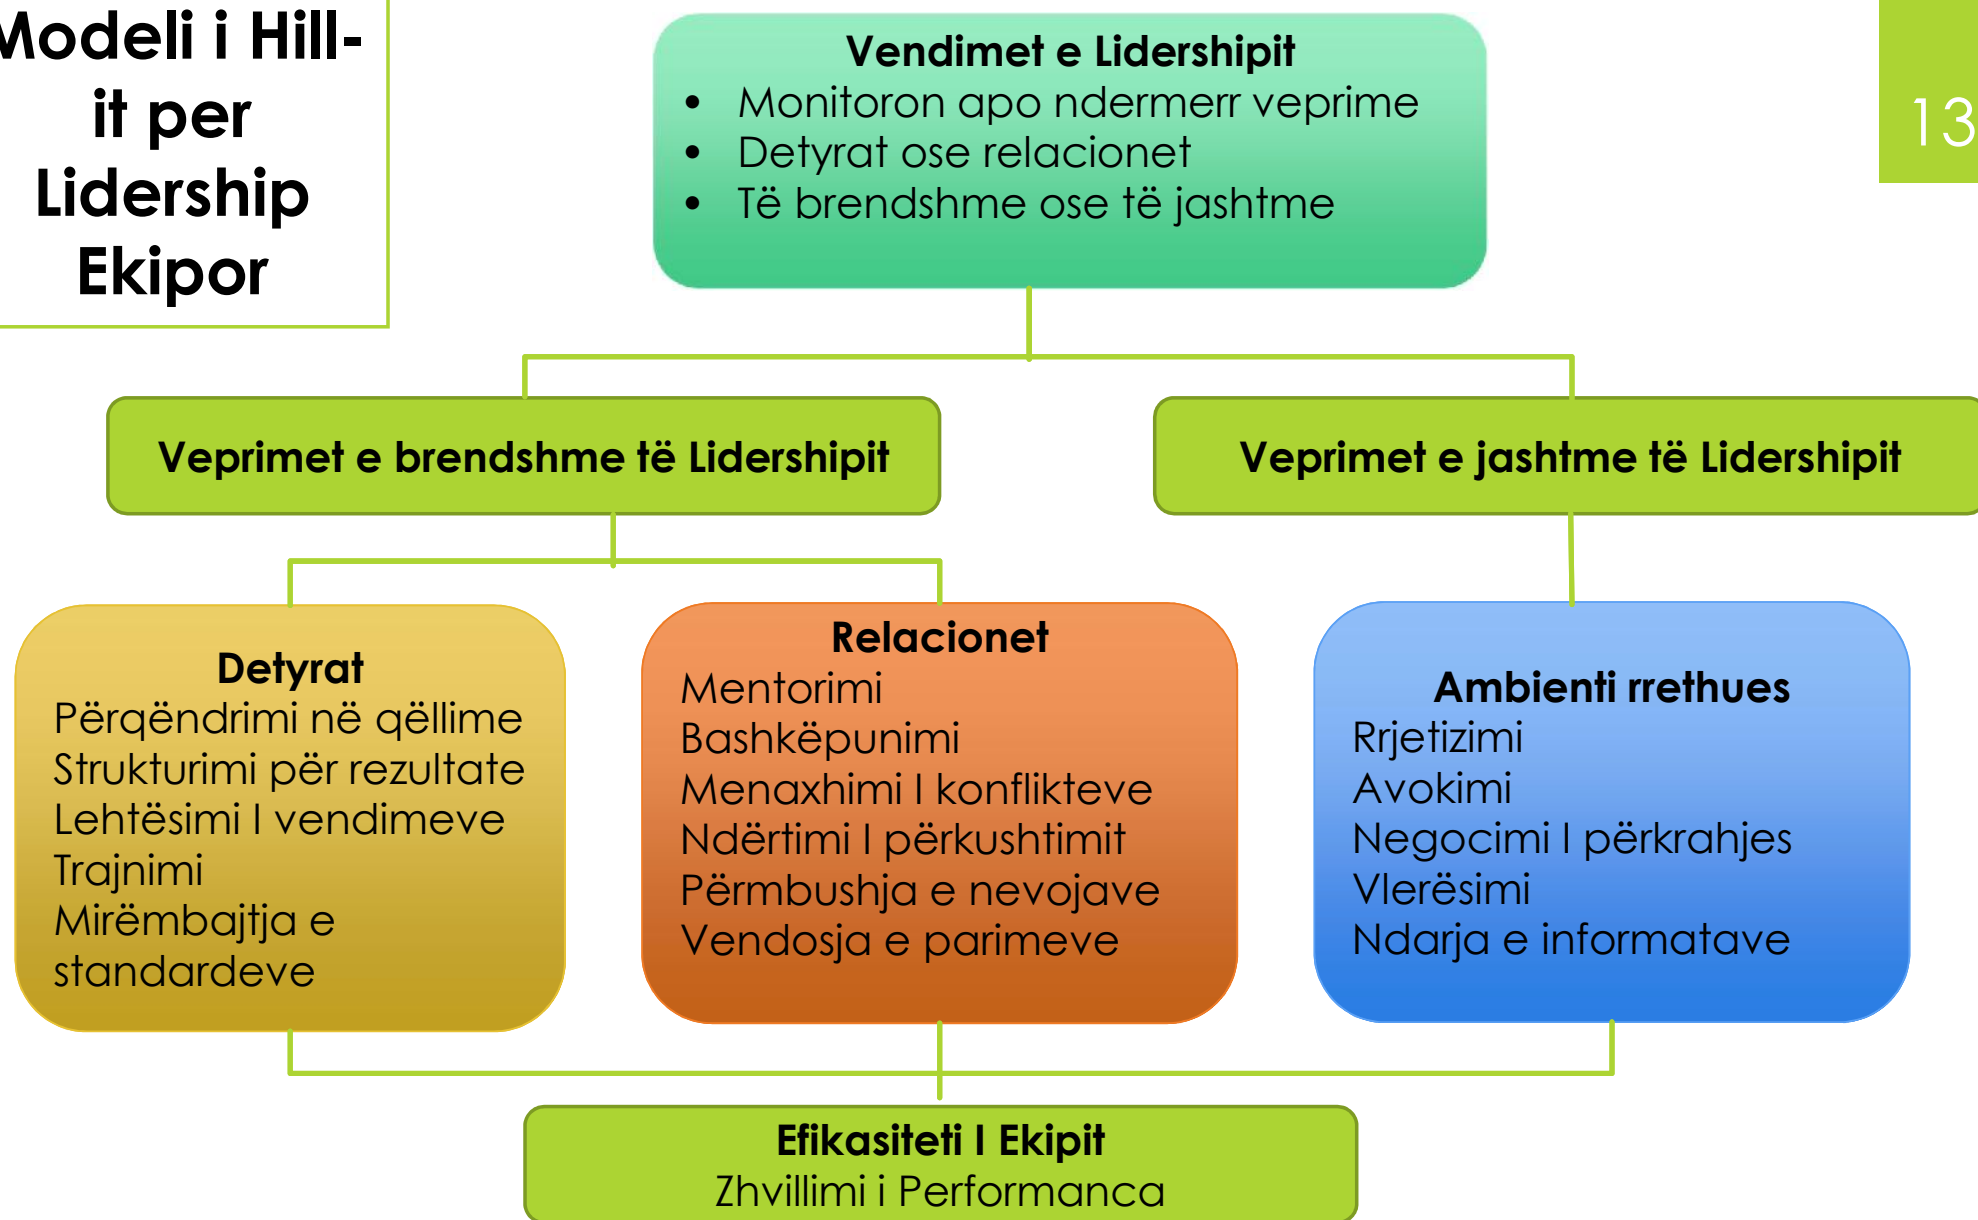 Modeli i Hill-
it per
Lidership
Ekipor
Vendimet e Lidershipit
• Monitoron apo ndermerr veprime
• Detyrat ose relacionet
• Të brendshme ose të jashtme
13
Veprimet e brendshme të Lidershipit
Veprimet e jashtme të Lidershipit
Detyrat
Përqëndrimi në qëllime
Strukturimi për rezultate
Lehtësimi I vendimeve
Trajnimi
Mirëmbajtja e
standardeve
Relacionet
Mentorimi
Bashkëpunimi
Menaxhimi I konflikteve
Ndërtimi I përkushtimit
Përmbushja e nevojave
Vendosja e parimeve
Ambienti rrethues
Rrjetizimi
Avokimi
Negocimi I përkrahjes
Vlerësimi
Ndarja e informatave
Efikasiteti I Ekipit
Zhvillimi i Performanca